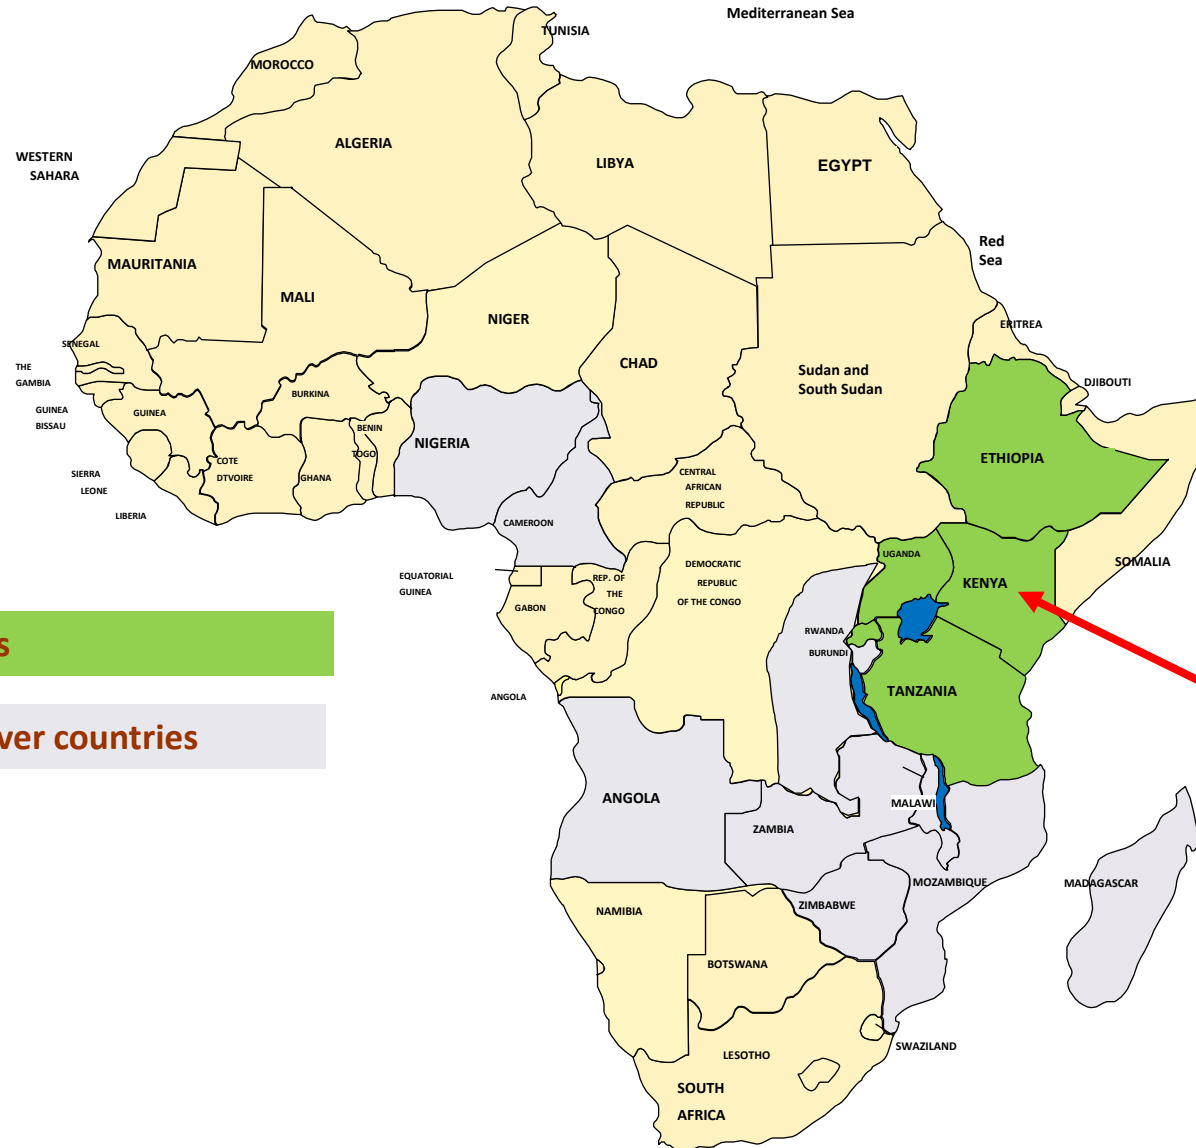 Mediterranean Sea
TUNISIA
MOROCCO
ALGERIA
WESTERN
SAHARA
LIBYA
EGYPT
Red
Sea
MAURITANIA
MALI
NIGER
CHAD
ERITREA
SENEGAL
THE
GAMBIA
Sudan and
South Sudan
DJIBOUTI
BURKINA
GUINEA
BISSAU
GUINEA
BENIN
NIGERIA
TOGO
ETHIOPIA
COTE
DTVOIRE
GHANA
SIERRA
LEONE
CENTRAL
AFRICAN
REPUBLIC
LIBERIA
CAMEROON
UGANDA
SOMALIA
EQUATORIAL
GUINEA
REP. OF
THE
CONGO
DEMOCRATIC
REPUBLIC
OF THE CONGO
KENYA
GABON
RWANDA
BURUNDI
s
ANGOLA
TANZANIA
ver countries
ANGOLA
MALAWI
ZAMBIA
MOZAMBIQUE
MADAGASCAR
ZIMBABWE
NAMIBIA
BOTSWANA
SWAZILAND
LESOTHO
SOUTH
AFRICA